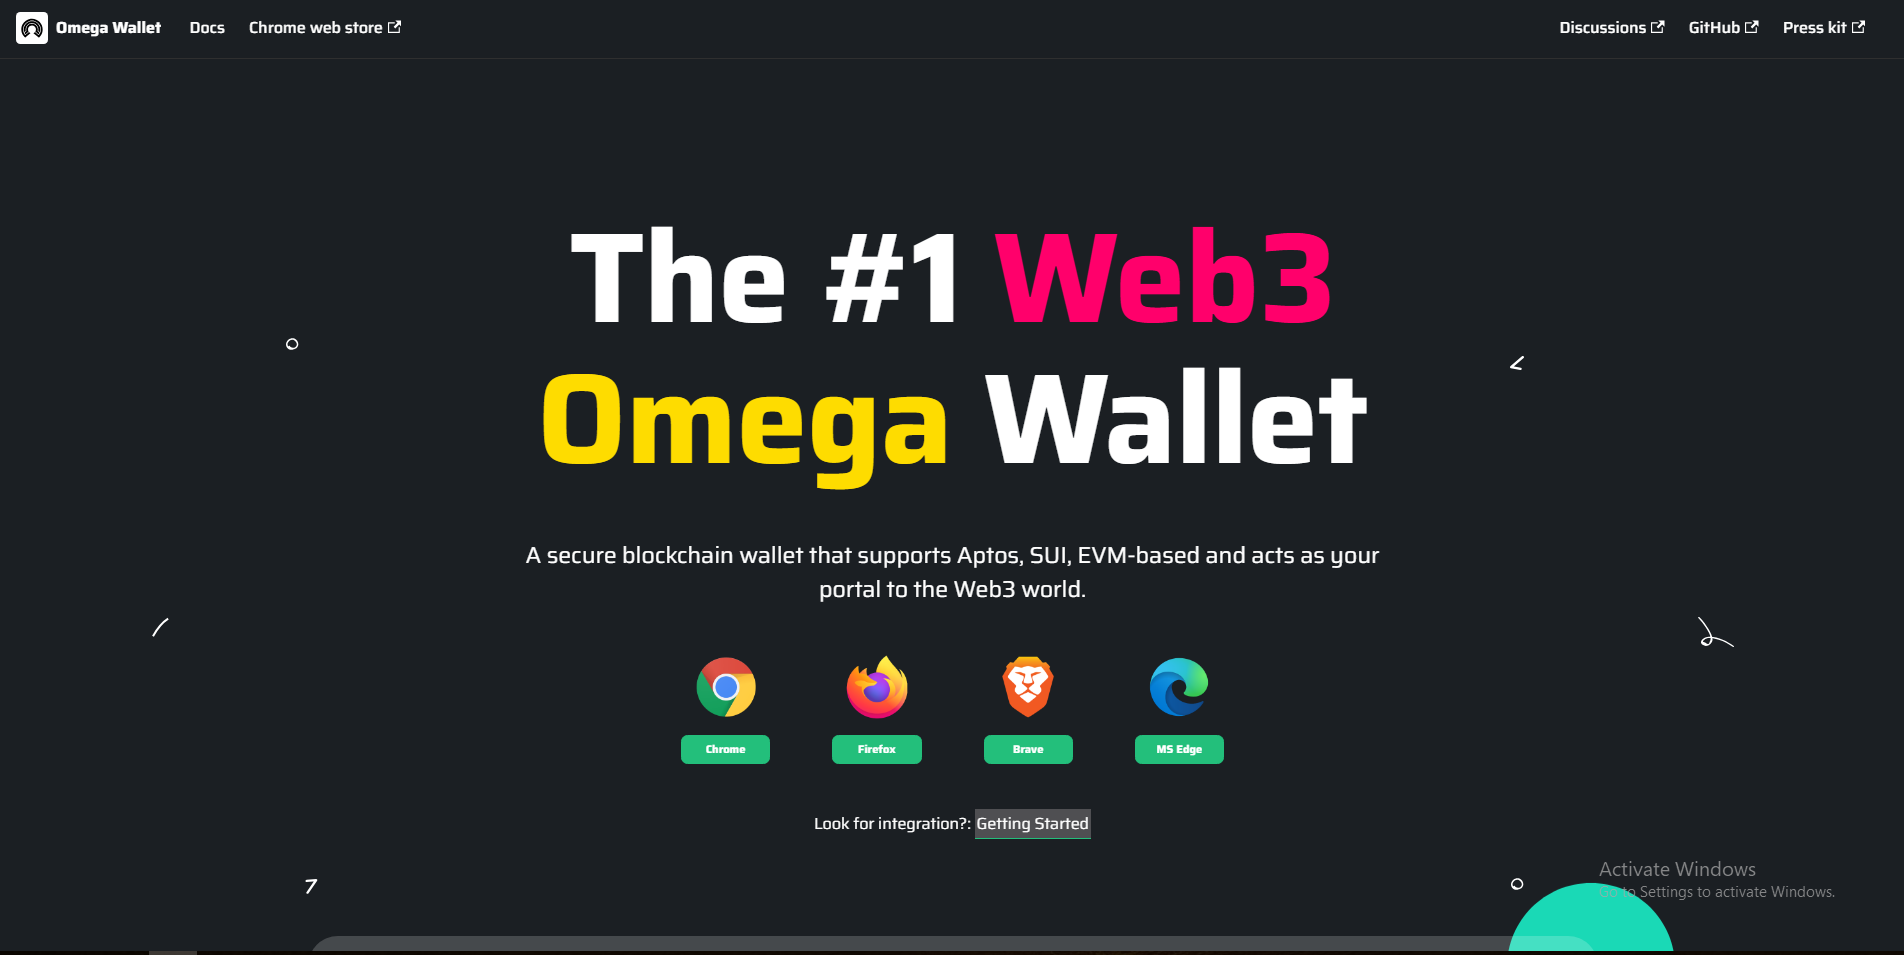 Omega Wallet Docs Chrome web store Discussions GitHub Press kit
The #1 Web3
Omega Wallet
A secure blockchain wallet that supports Aptos, SUI, EVM-based and acts as your
portal to the Web3 world.
Chrome Firefox Brave MS Edge
Look for integration?: Getting Started
Activate Windows
Go to Settings to activate Windows.